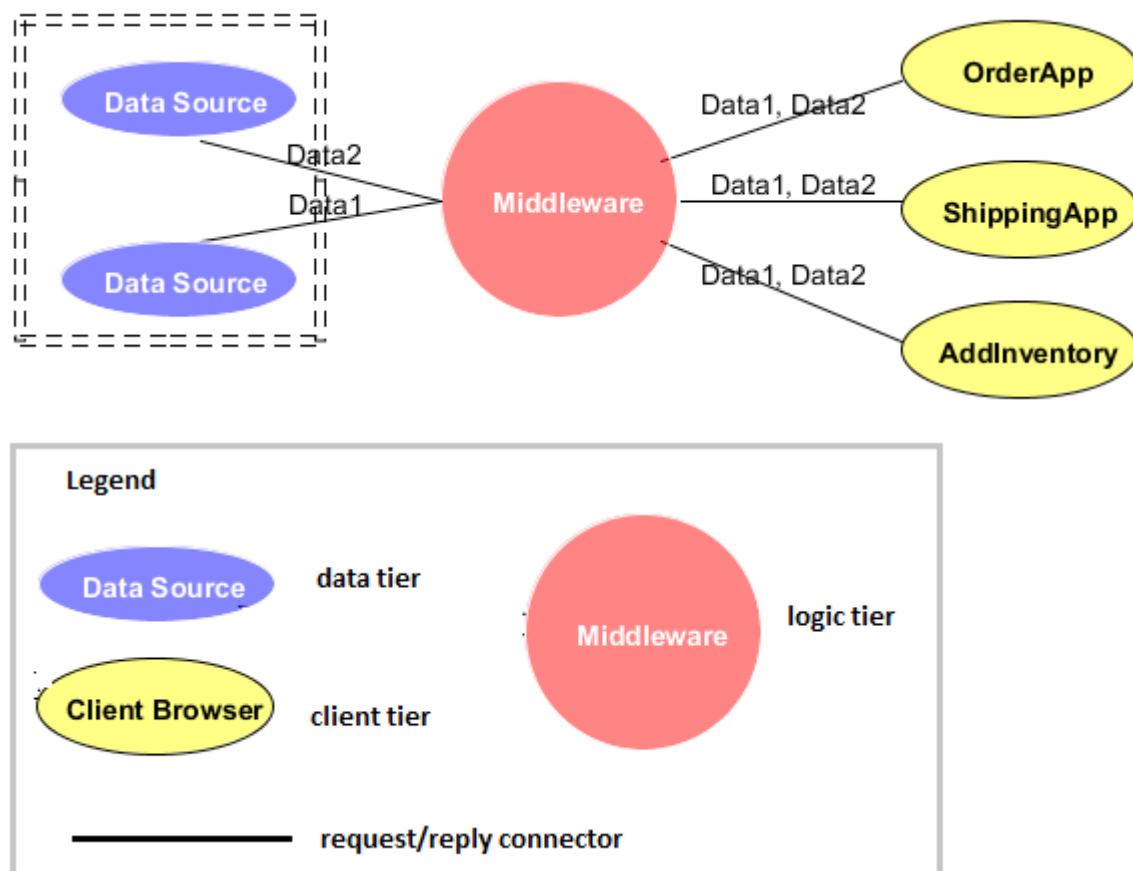 OrderApp
Data Source
Data1, Data2
Data2
Data1, Data2
Middleware
Data1
ShippingApp
Data1, Data2
Data Source
AddInventory
Legend
Data Source
data tier
Middleware
logic tier
Client Browser
client tier
request/reply connector